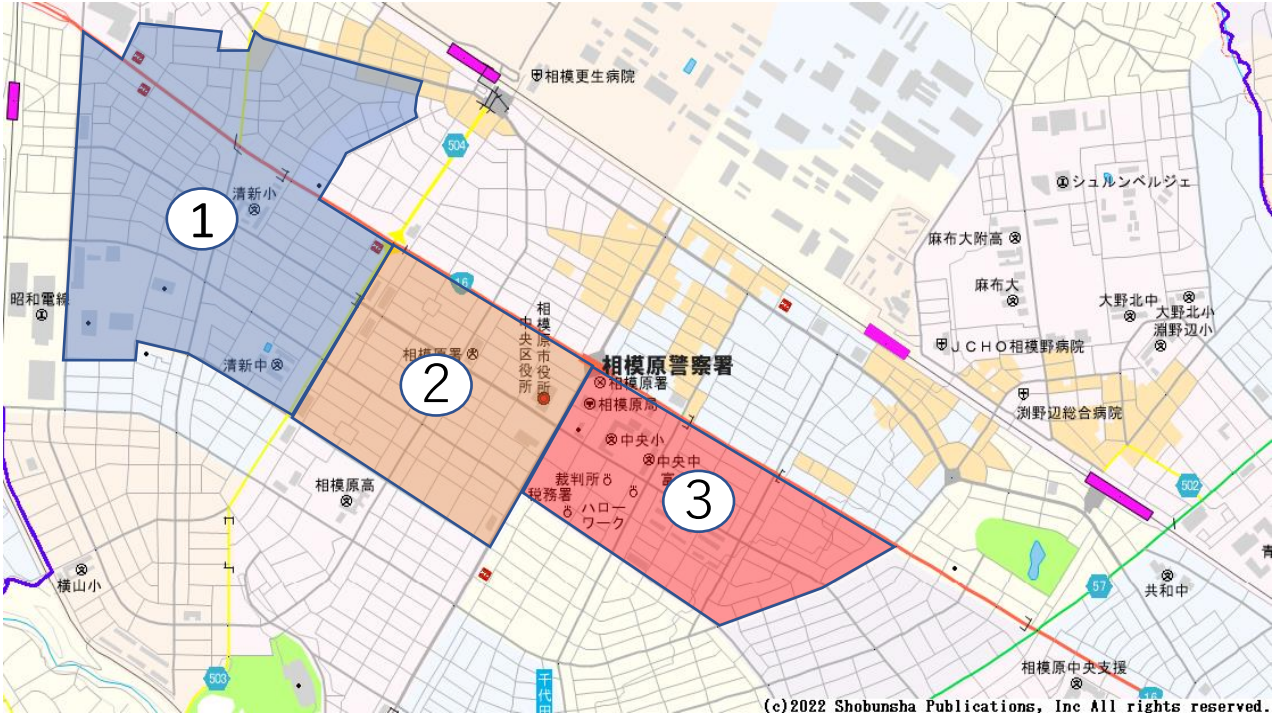 相模更生病院
504
シュルンベルジェ
清新小
①
麻布大附高
麻布大
16
昭和電線
大野北中
大野北小
淵野辺小
相模原市役所
中央区役所
JCHO相模野病院
相模原署
清新中
②
相模原警察署
相模原署
相模原局
渕野辺総合病院
中央小
中央中
富
裁判所
税務署
ハロー
ワーク
③
相模原高
502
横山小
57
共和中
青
503
相模原中央支援
16
千代田
(c)2022 Shobunsha Publications, Inc All rights reserved.